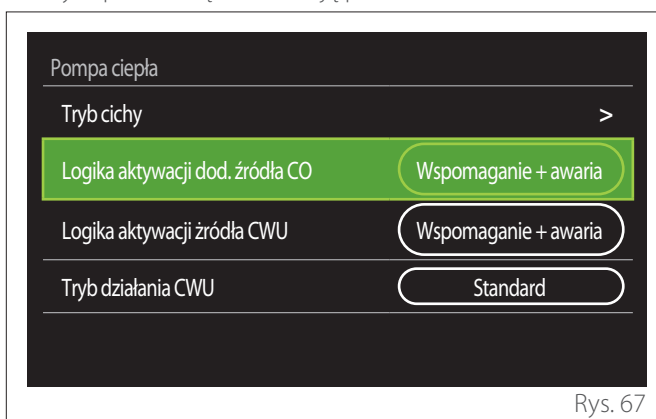 Pompa ciepła
Tryb cichy >
Logika aktywacji dod. źródła CO Wspomaganie + awaria
Logika aktywacji żródła CWU Wspomaganie + awaria
Tryb działania CWU Standard
Rys. 67